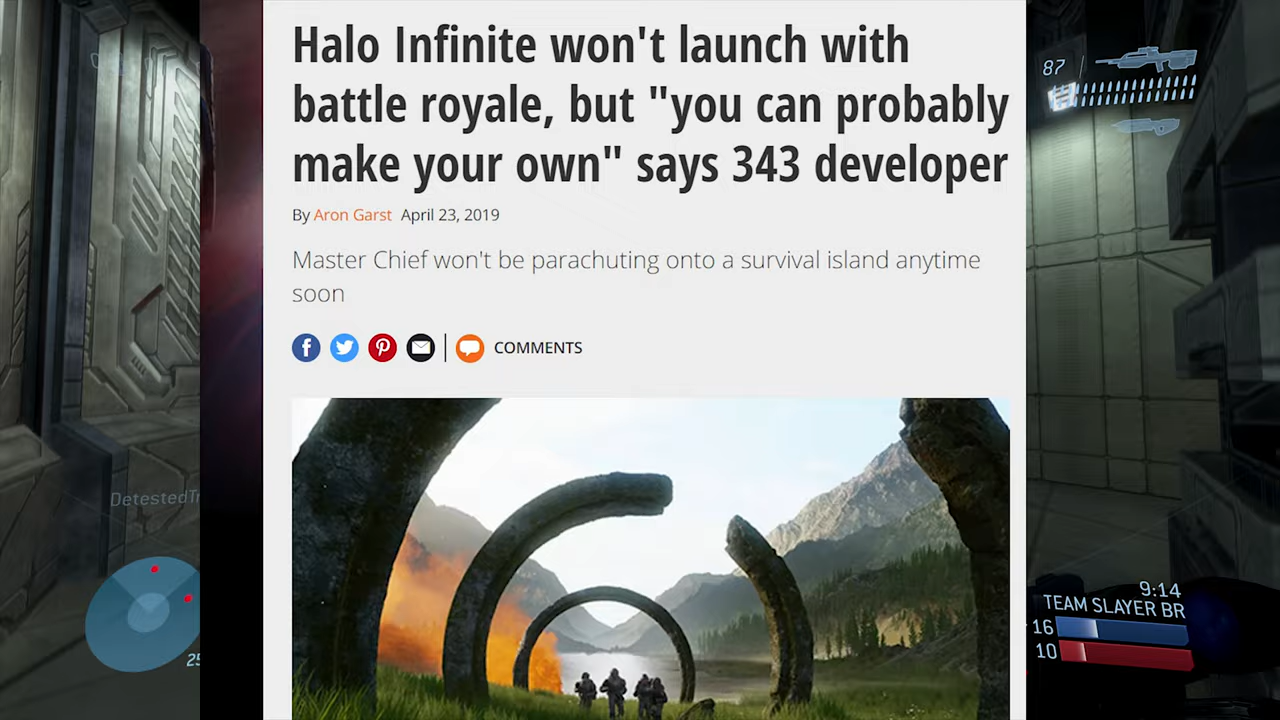 Halo Infinite won't launch with
battle royale, but "you can probably
make your own" says 343 developer
By Aron Garst April 23, 2019
Master Chief won't be parachuting onto a survival island anytime
soon
COMMENTS
87
DetestedTr
25
9:14
TEAM SLAYER BR
16
10